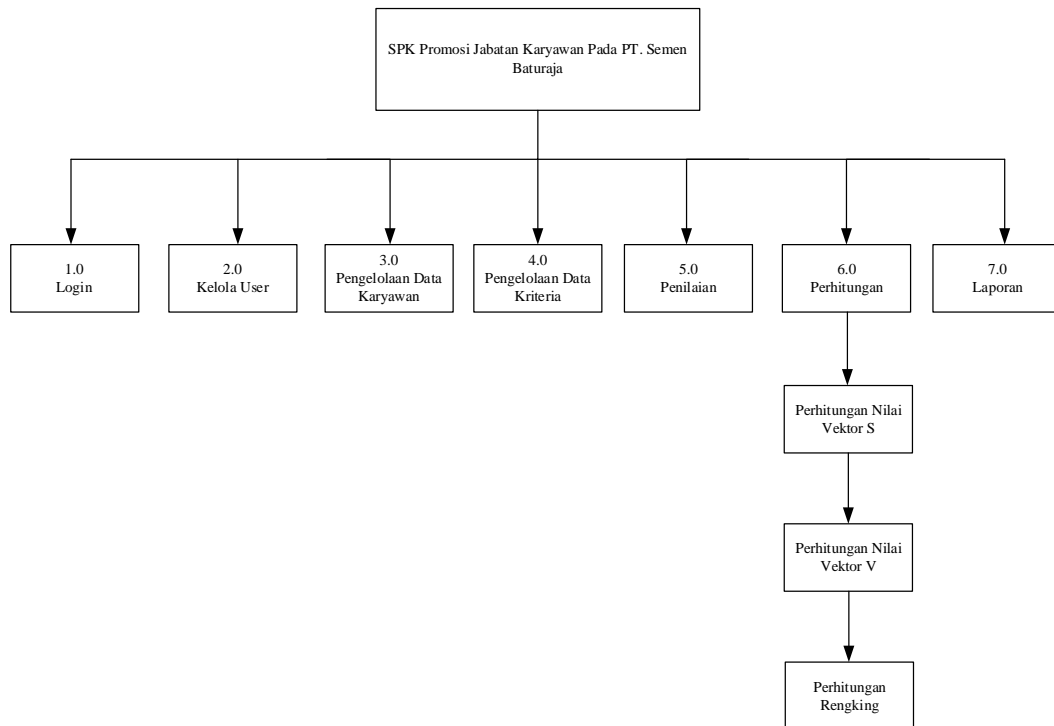 SPK Promosi Jabatan Karyawan Pada PT. Semen
Baturaja
1.0
Login
2.0
Kelola User
3.0
Pengelolaan Data
Karyawan
4.0
Pengelolaan Data
Kriteria
5.0
Penilaian
6.0
Perhitungan
7.0
Laporan
Perhitungan Nilai
Vektor S
Perhitungan Nilai
Vektor V
Perhitungan
Rengking